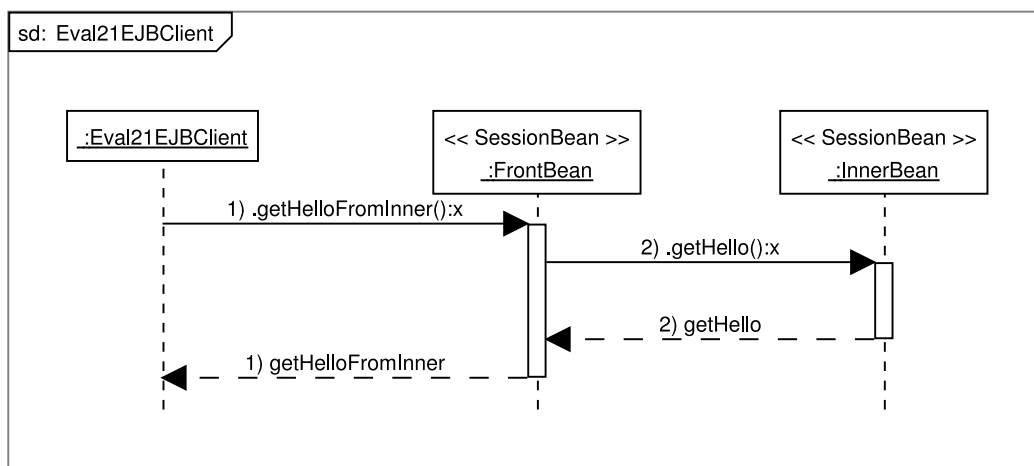 sd: Eval21EJBClient
:Eval21EJBClient
<< SessionBean >>
:FrontBean
<< SessionBean >>
:InnerBean
1) .getHelloFromInner():x
2) .getHello():x
2) getHello
1) getHelloFromInner